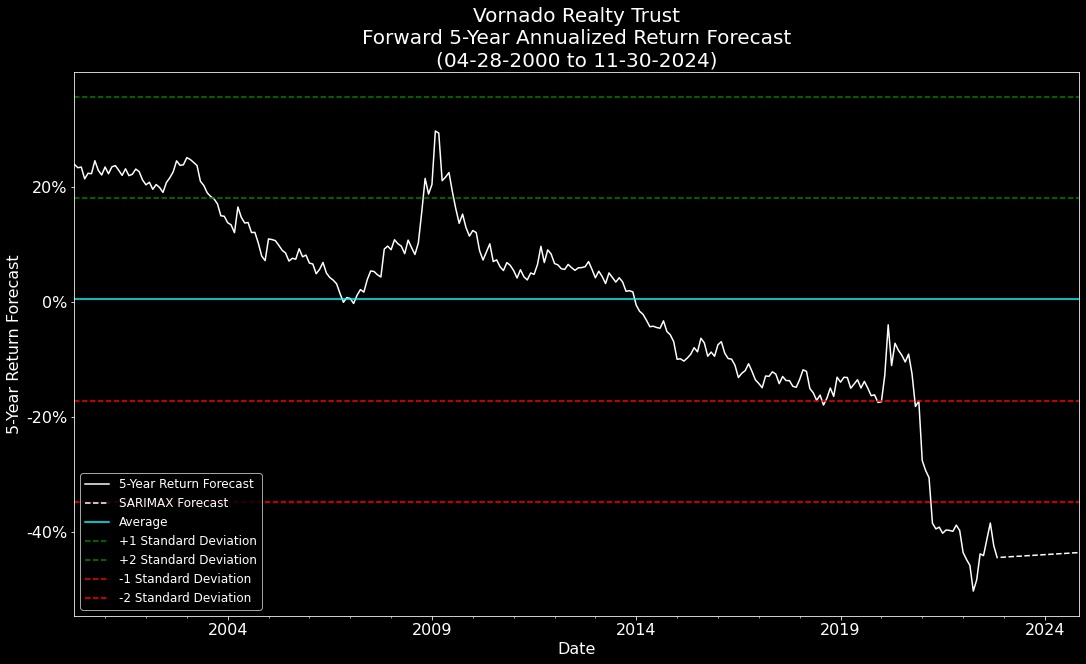 Vornado Realty Trust
Forward 5-Year Annualized Return Forecast
(04-28-2000 to 11-30-2024)
5-Year Return Forecast
20%
0%
-20%
-40%
5-Year Return Forecast
SARIMAX Forecast
Average
+1 Standard Deviation
+2 Standard Deviation
-1 Standard Deviation
-2 Standard Deviation
2004
2009
2014
2019
2024
Date